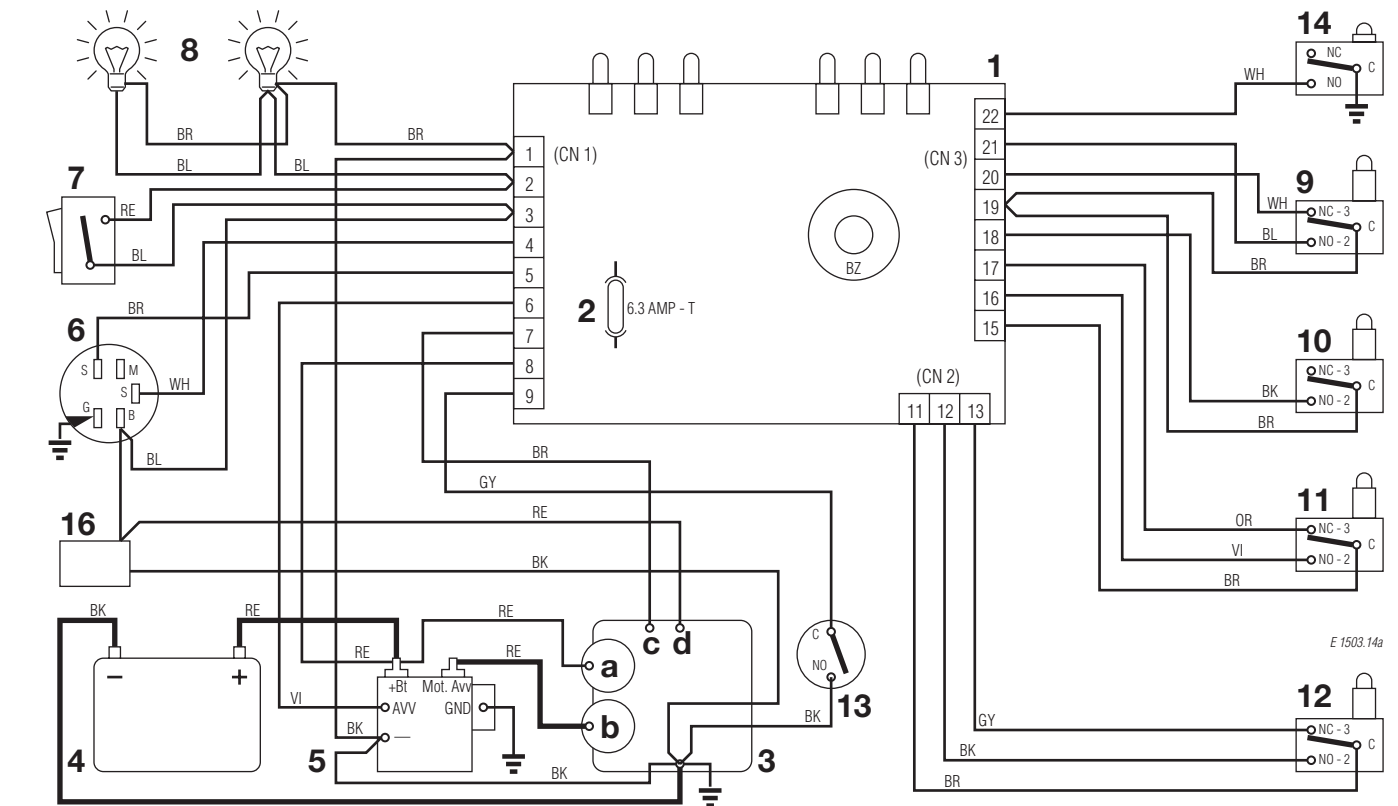 8
1
14
NC
C
NO
WH
BR
BR
BL
BL
7
RE
BL
1
2
3
4
5
6
7
8
9
(CN 1)
22
21
20
19
18
17
16
15
(CN 3)
BZ
2
6.3 AMP - T
(CN 2)
11
12
13
9
WH
NC - 3
C
BL
NO - 2
BR
10
NC - 3
C
BK
NO - 2
BR
11
OR
NC - 3
C
VI
NO - 2
BR
BR
6
S
M
S
WH
G
B
BL
16
BR
GY
RE
BK
BK
RE
RE
RE
RE
4
–
+
+Bt
Mot. Avv
AVV
GND
—
VI
BK
5
BK
a
b
c
d
3
C
NO
13
BK
E 1503.14a
12
GY
NC - 3
C
BK
NO - 2
BR